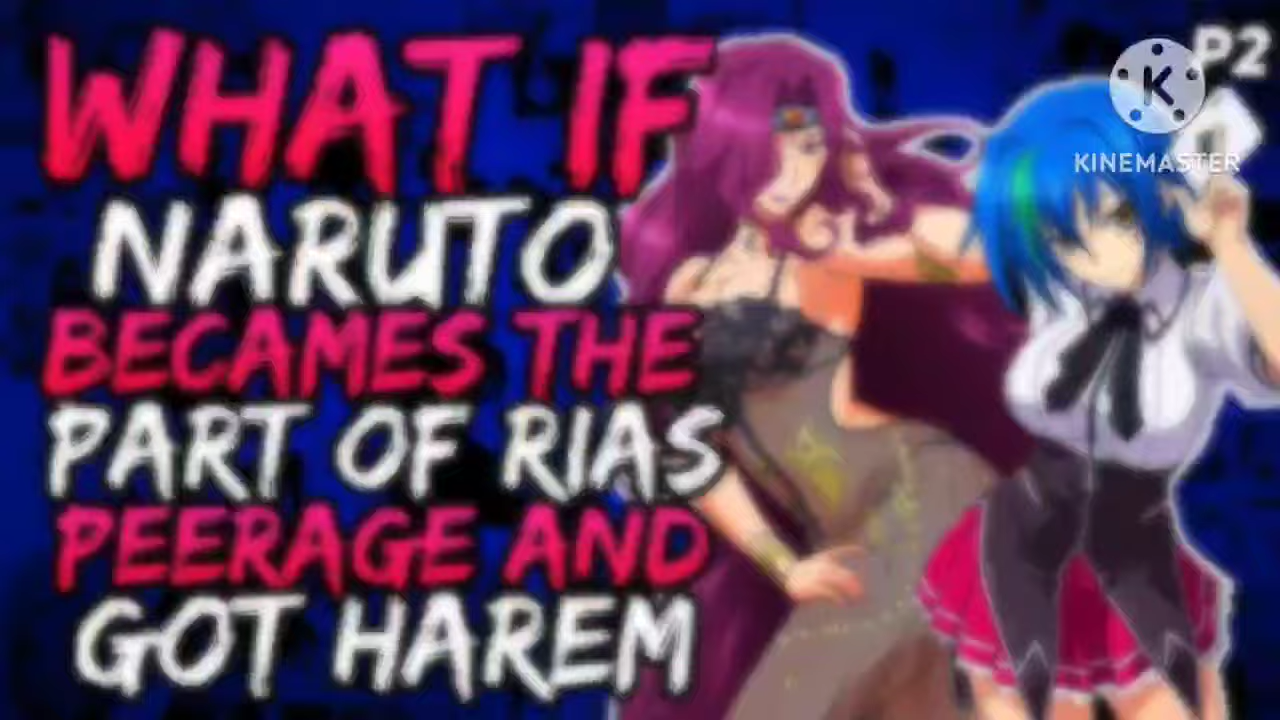 WHAT IF
P2
K
KINEMASTER
NARUTO
BECAMES THE
PART OF RIAS
PEERAGE AND
GOT HAREM